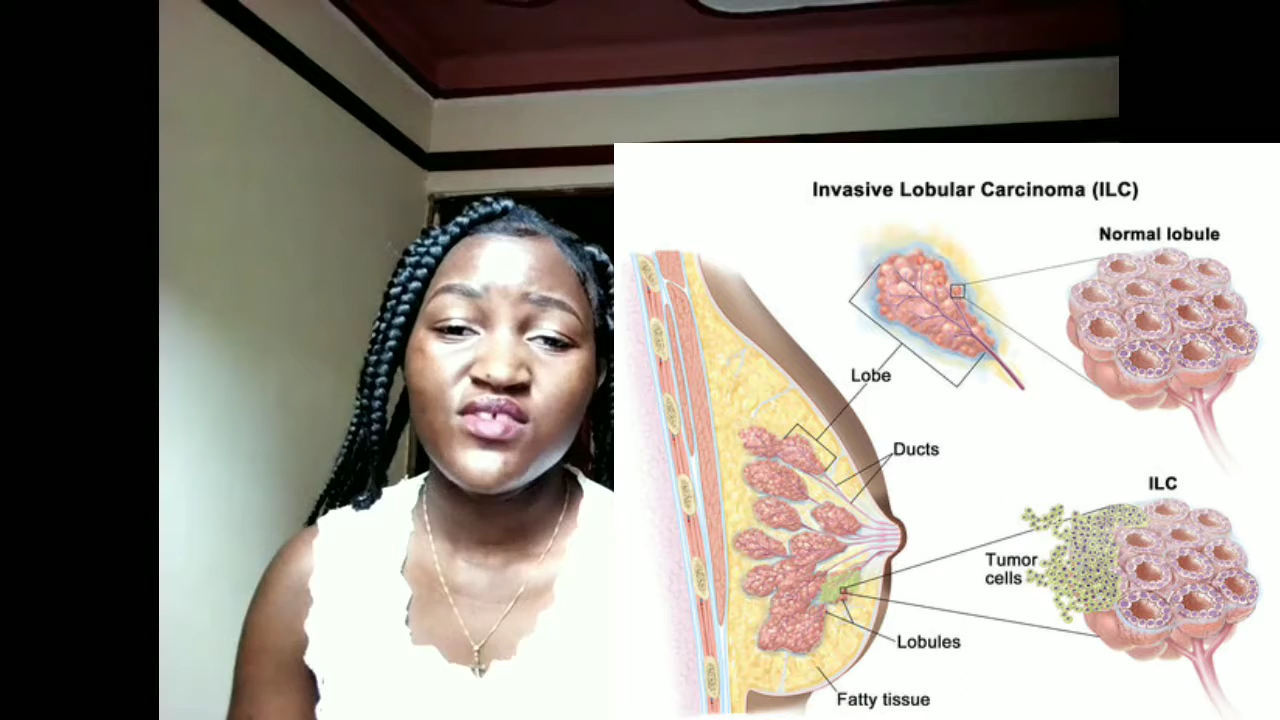 Invasive Lobular Carcinoma (ILC)
Normal lobule
Lobe
Ducts
ILC
Tumor
cells
Lobules
Fatty tissue